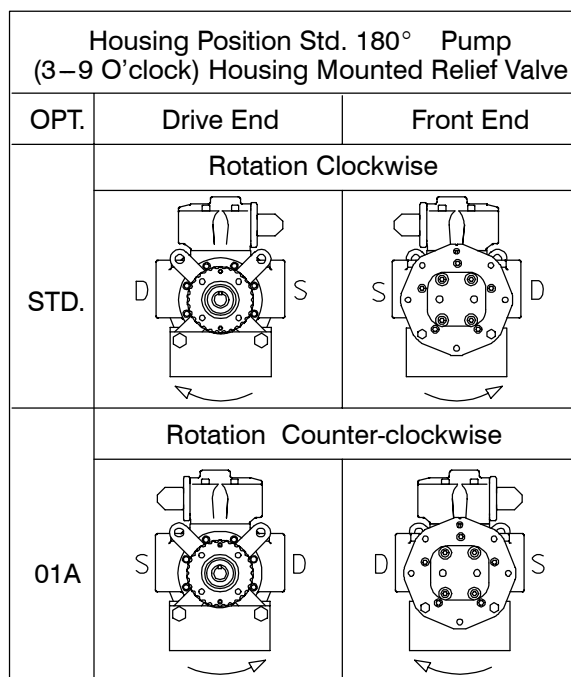 Housing Position Std. 180° Pump
(3–9 O'clock) Housing Mounted Relief Valve
OPT. Drive End Front End
Rotation Clockwise
STD. D S S D
Rotation Counter-clockwise
01A S D D S